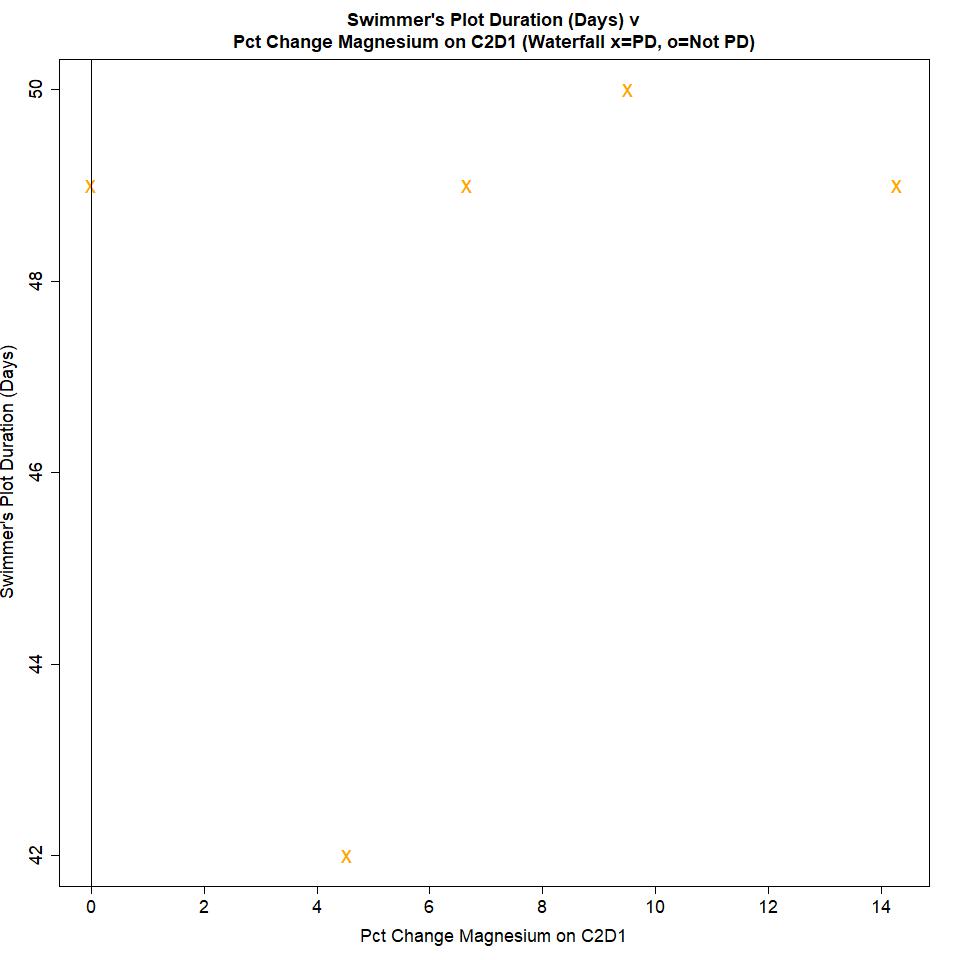 Swimmer's Plot Duration (Days) v
Pct Change Magnesium on C2D1 (Waterfall x=PD, o=Not PD)
Swimmer's Plot Duration (Days)
50
48
46
44
42
X
X
X
X
X
0 2 4 6 8 10 12 14
Pct Change Magnesium on C2D1